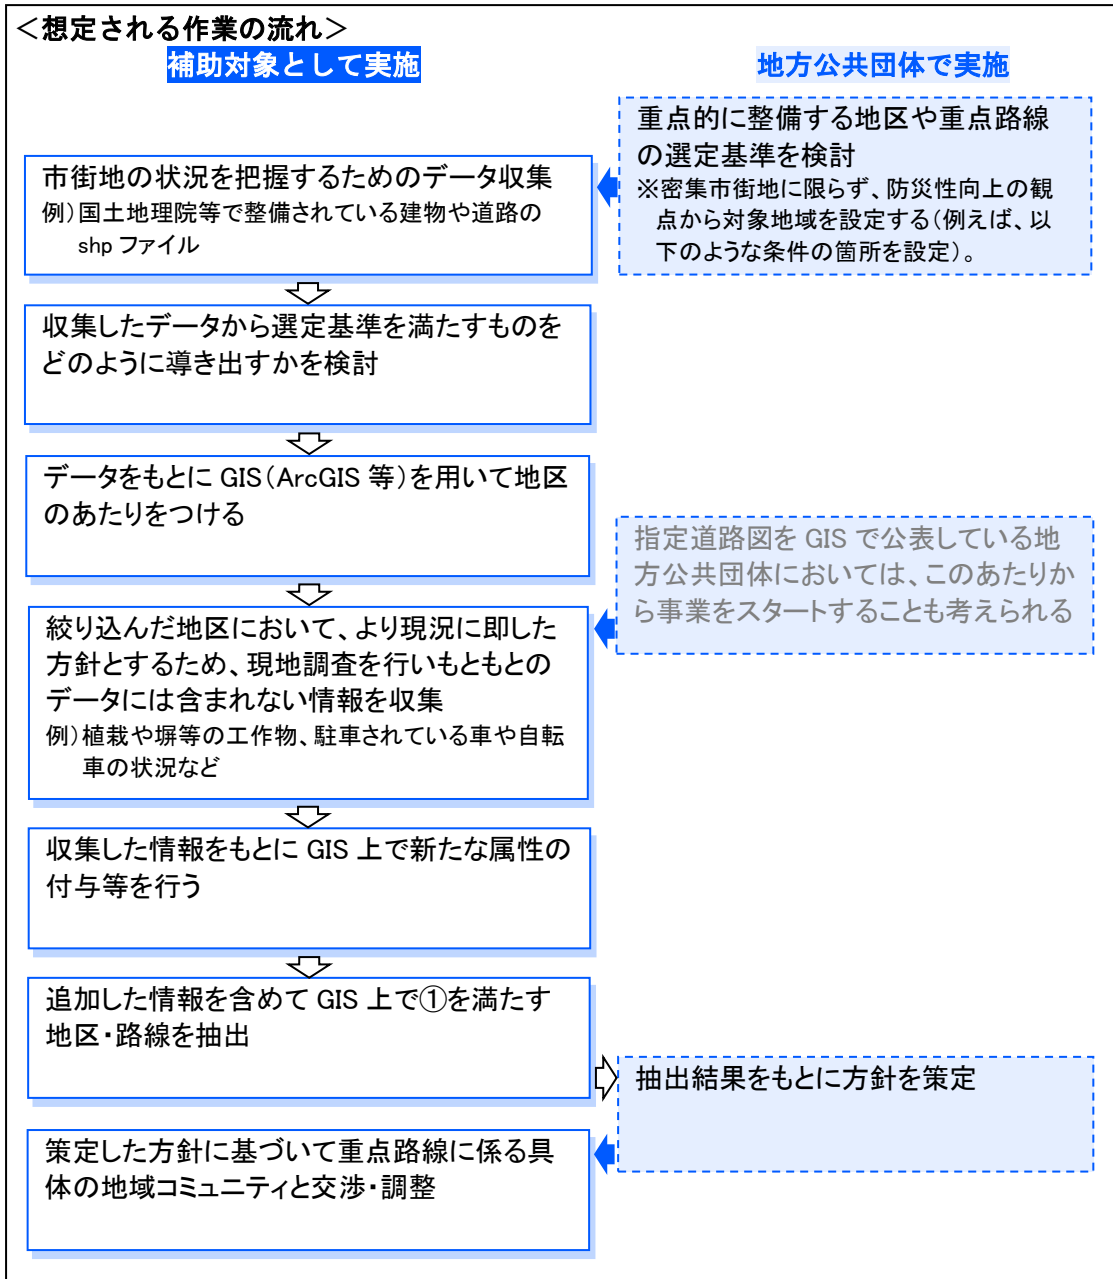 ＜想定される作業の流れ＞
補助対象として実施
地方公共団体で実施
重点的に整備する地区や重点路線
の選定基準を検討
※密集市街地に限らず、防災性向上の観
点から対象地域を設定する（例えば、以
下のような条件の箇所を設定）。
市街地の状況を把握するためのデータ収集
例）国土地理院等で整備されている建物や道路の
shp ファイル
収集したデータから選定基準を満たすものを
どのように導き出すかを検討
データをもとに GIS（ArcGIS 等）を用いて地区
のあたりをつける
指定道路図を GIS で公表している地
方公共団体においては、このあたりか
ら事業をスタートすることも考えられる
絞り込んだ地区において、より現況に即した
方針とするため、現地調査を行いもともとの
データには含まれない情報を収集
例）植栽や塀等の工作物、駐車されている車や自転
車の状況など
収集した情報をもとに GIS 上で新たな属性の
付与等を行う
追加した情報を含めて GIS 上で①を満たす
地区・路線を抽出
抽出結果をもとに方針を策定
策定した方針に基づいて重点路線に係る具
体の地域コミュニティと交渉・調整